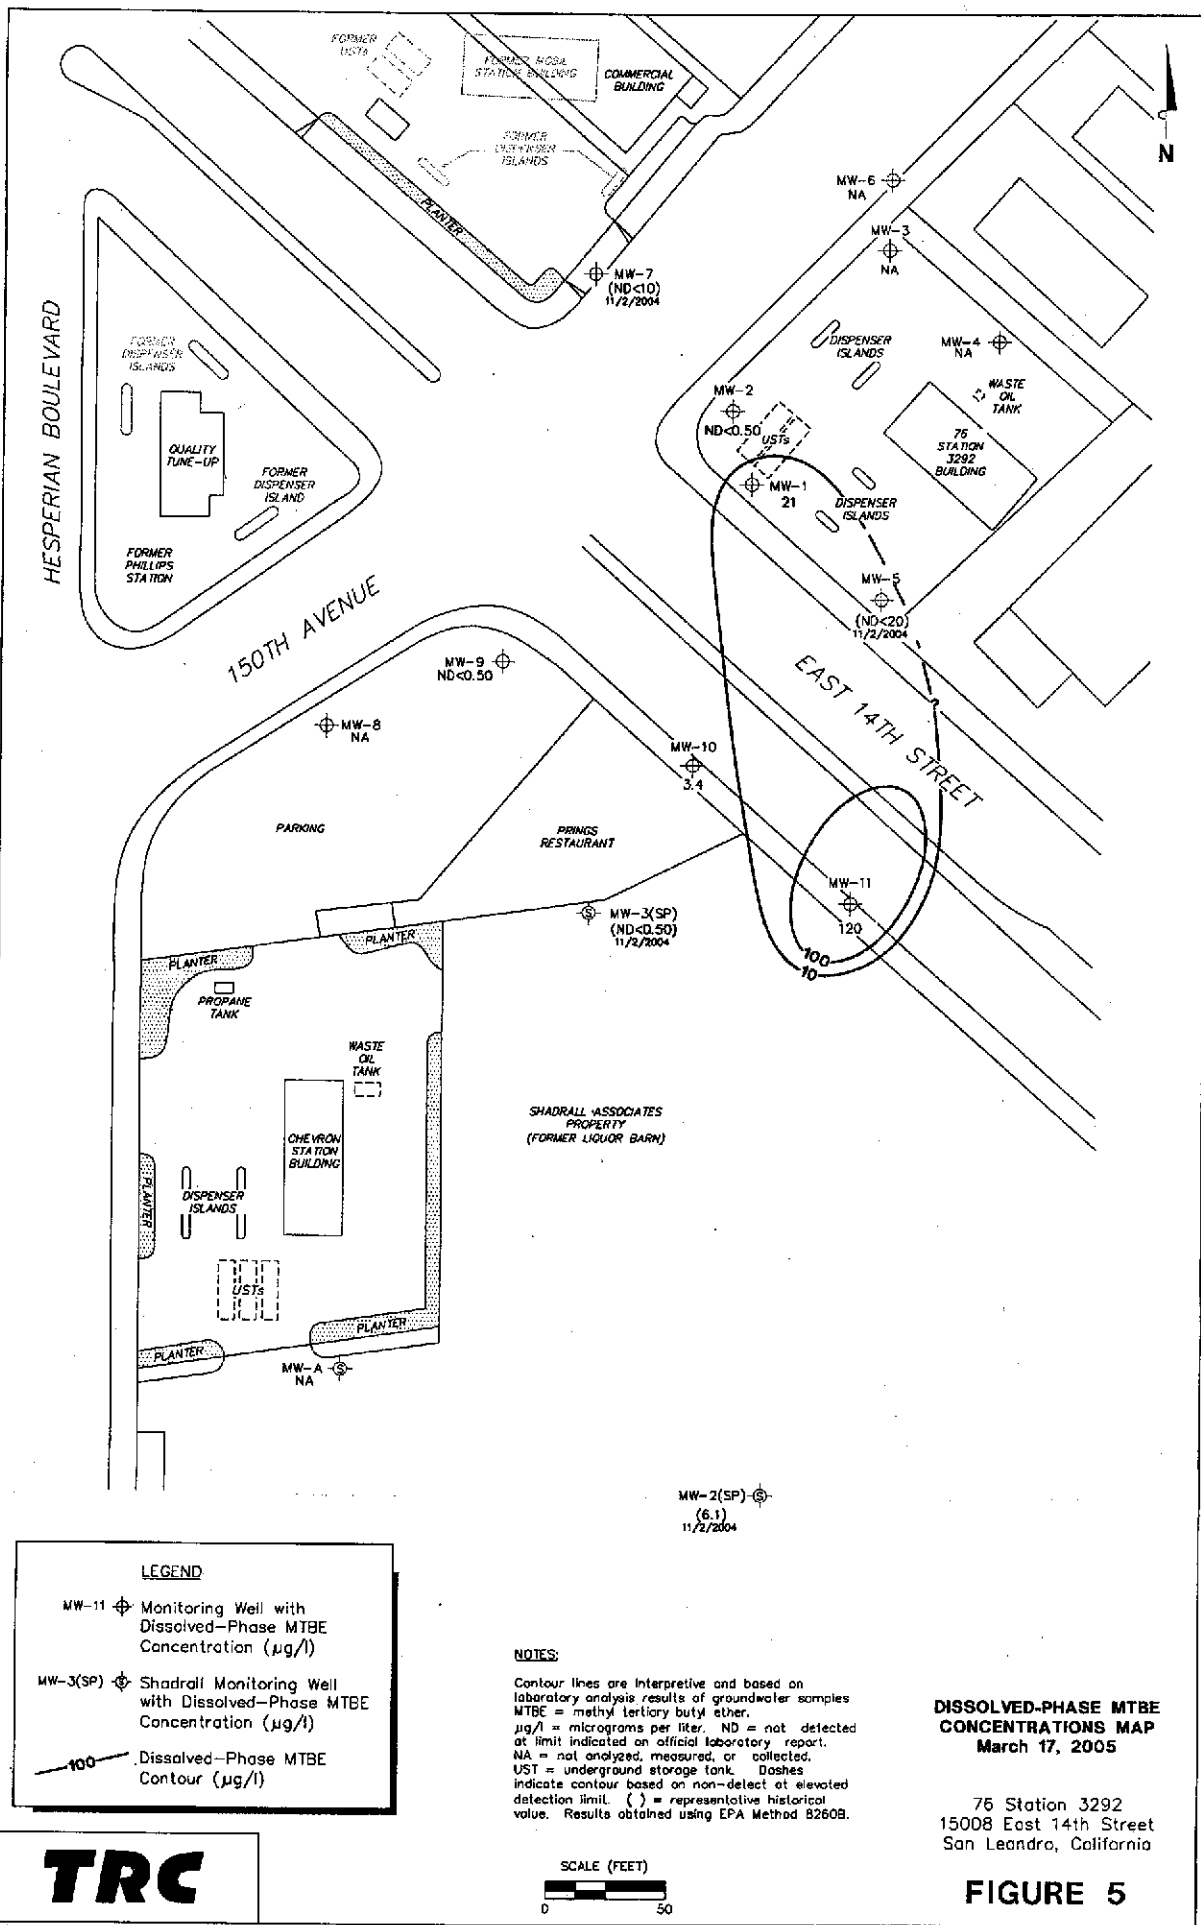 FORMER
USTs
FORMER MOBIL
STATION BUILDING
COMMERCIAL
BUILDING
FORMER
DISPENSER
ISLANDS
PLANTER
N
MW-6
NA
MW-3
NA
MW-7
(ND<10)
11/2/2004
HESPERIAN BOULEVARD
FORMER
DISPENSER
ISLANDS
QUALITY
TUNE-UP
FORMER
DISPENSER
ISLAND
FORMER
PHILLIPS
STATION
DISPENSER
ISLANDS
MW-4
NA
WASTE
OIL
TANK
MW-2
ND<0.50
USTs
76
STATION
3292
BUILDING
MW-1
21
DISPENSER
ISLANDS
MW-5
(ND<20)
11/2/2004
150TH AVENUE
EAST 14TH STREET
MW-9
ND<0.50
MW-8
NA
MW-10
3.4
PARKING
PRINGS
RESTAURANT
MW-11
120
100
10
MW-3(SP)
(ND<0.50)
11/2/2004
PLANTER
PLANTER
PROPANE
TANK
WASTE
OIL
TANK
CHEVRON
STATION
BUILDING
SHADRALL ASSOCIATES
PROPERTY
(FORMER LIQUOR BARN)
PLANTER
DISPENSER
ISLANDS
USTs
PLANTER
PLANTER
MW-A
NA
MW-2(SP)
(6.1)
11/2/2004
LEGEND
MW-11 Monitoring Well with
Dissolved-Phase MTBE
Concentration (µg/l)
MW-3(SP) Shadrall Monitoring Well
with Dissolved-Phase MTBE
Concentration (µg/l)
100 Dissolved-Phase MTBE
Contour (µg/l)
NOTES:
Contour lines are interpretive and based on
laboratory analysis results of groundwater samples
MTBE = methyl tertiary butyl ether.
µg/l = micrograms per liter. ND = not detected
at limit indicated on official laboratory report.
NA = not analyzed, measured, or collected.
UST = underground storage tank. Dashes
indicate contour based on non-detect at elevated
detection limit. ( ) = representative historical
value. Results obtained using EPA Method 8260B.
SCALE (FEET)
0 50
DISSOLVED-PHASE MTBE
CONCENTRATIONS MAP
March 17, 2005
76 Station 3292
15008 East 14th Street
San Leandro, California
FIGURE 5
TRC